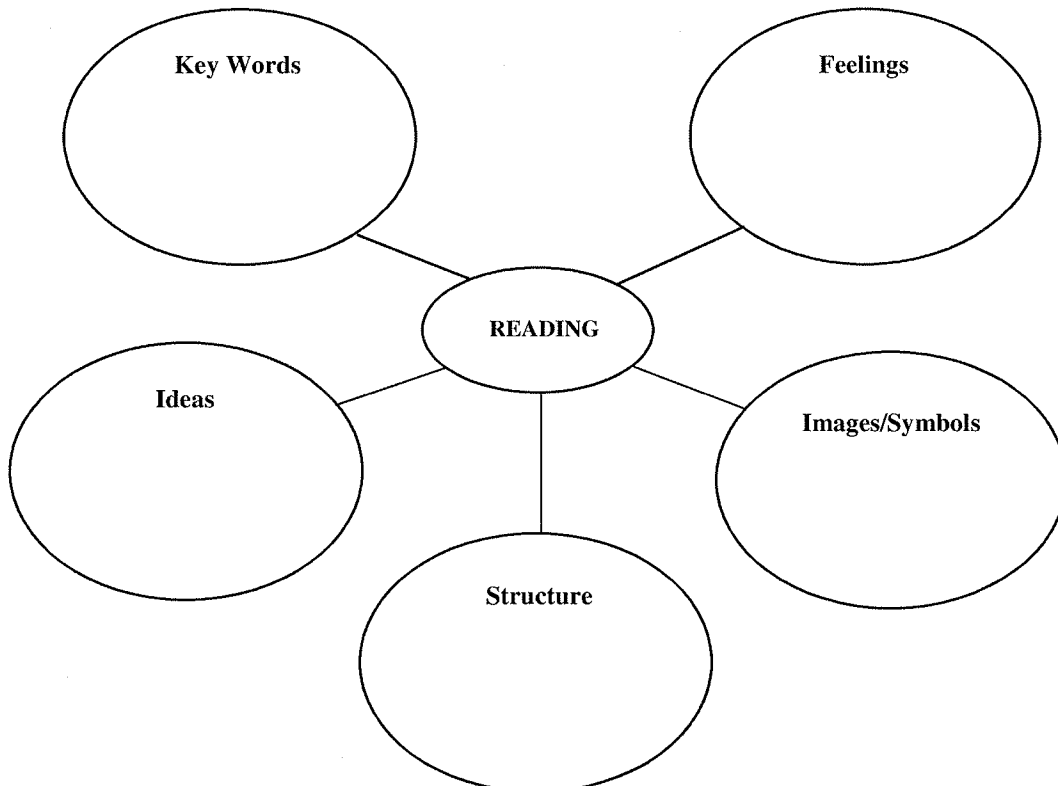 Key Words
Feelings
READING
Ideas
Images/Symbols
Structure